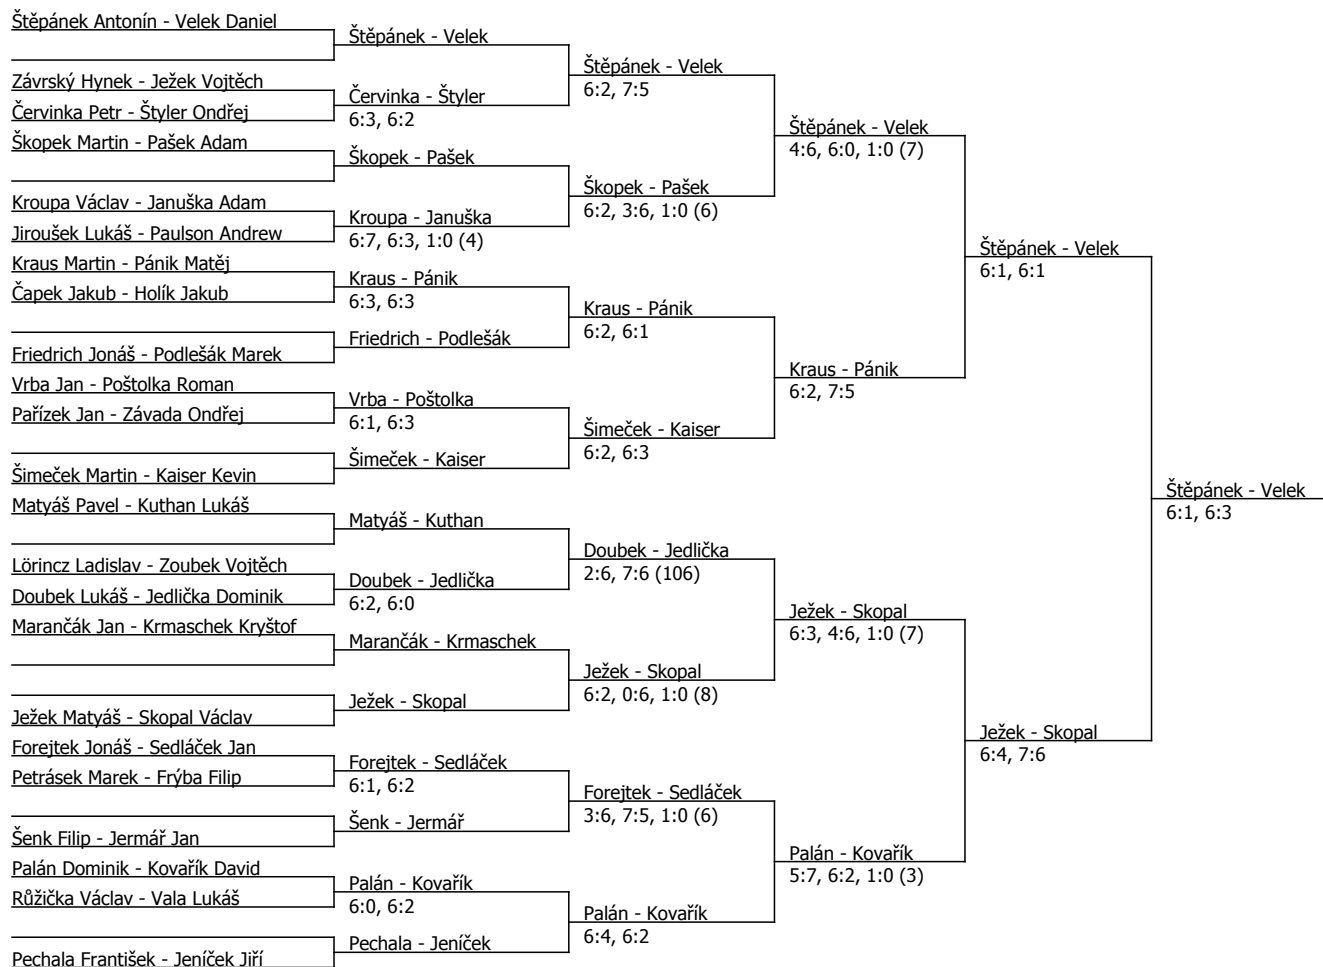 Štěpánek Antonín - Velek Daniel
Závrský Hynek - Ježek Vojtěch
Červinka Petr - Štyler Ondřej
Škopek Martin - Pašek Adam
Kroupa Václav - Januška Adam
Jiroušek Lukáš - Paulson Andrew
Kraus Martin - Pánik Matěj
Čapek Jakub - Holík Jakub
Friedrich Jonáš - Podlešák Marek
Vrba Jan - Poštolka Roman
Pařízek Jan - Závada Ondřej
Šimeček Martin - Kaiser Kevin
Matyáš Pavel - Kuthan Lukáš
Lörincz Ladislav - Zoubek Vojtěch
Doubek Lukáš - Jedlička Dominik
Marančák Jan - Krmaschek Kryštof
Ježek Matyáš - Skopal Václav
Forejtek Jonáš - Sedláček Jan
Petrásek Marek - Frýba Filip
Šenk Filip - Jermář Jan
Palán Dominik - Kovařík David
Růžička Václav - Vala Lukáš
Pechala František - Jeníček Jiří
Štěpánek - Velek
Červinka - Štyler
6:3, 6:2
Škopek - Pašek
Kroupa - Januška
6:7, 6:3, 1:0 (4)
Kraus - Pánik
6:3, 6:3
Friedrich - Podlešák
Vrba - Poštolka
6:1, 6:3
Šimeček - Kaiser
Matyáš - Kuthan
Doubek - Jedlička
6:2, 6:0
Marančák - Krmaschek
Ježek - Skopal
Forejtek - Sedláček
6:1, 6:2
Šenk - Jermář
Palán - Kovařík
6:0, 6:2
Pechala - Jeníček
Štěpánek - Velek
6:2, 7:5
Škopek - Pašek
6:2, 3:6, 1:0 (6)
Kraus - Pánik
6:2, 6:1
Šimeček - Kaiser
6:2, 6:3
Doubek - Jedlička
2:6, 7:6 (106)
Ježek - Skopal
6:2, 0:6, 1:0 (8)
Forejtek - Sedláček
3:6, 7:5, 1:0 (6)
Palán - Kovařík
6:4, 6:2
Štěpánek - Velek
4:6, 6:0, 1:0 (7)
Kraus - Pánik
6:2, 7:5
Ježek - Skopal
6:3, 4:6, 1:0 (7)
Palán - Kovařík
5:7, 6:2, 1:0 (3)
Štěpánek - Velek
6:1, 6:1
Ježek - Skopal
6:4, 7:6
Štěpánek - Velek
6:1, 6:3